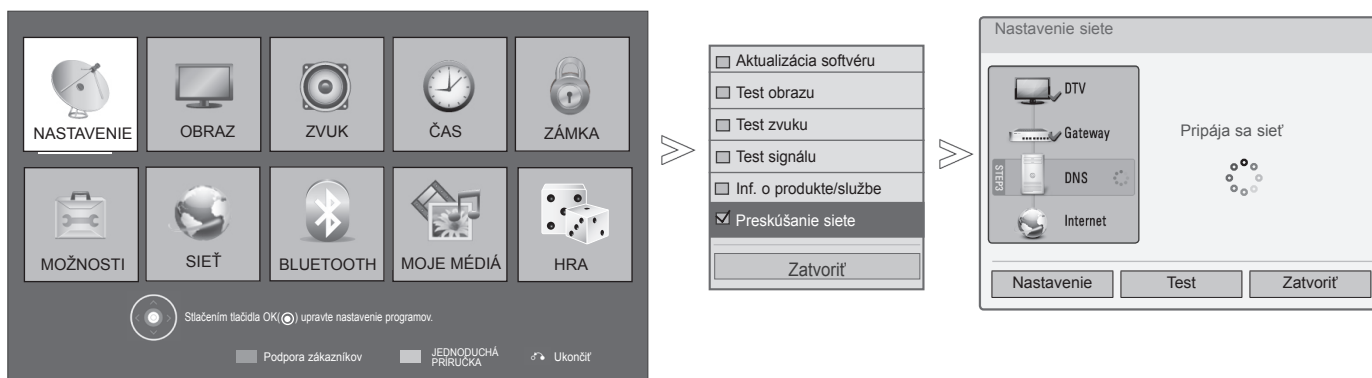 NASTAVENIE
OBRAZ
ZVUK
ČAS
ZÁMKA
MOŽNOSTI
SIEŤ
BLUETOOTH
MOJE MÉDIÁ
HRA
Stlačením tlačidla OK( ) upravte nastavenie programov.
Podpora zákazníkov
JEDNODUCHÁ
PRÍRUČKA
Ukončiť
Aktualizácia softvéru
Test obrazu
Test zvuku
Test signálu
Inf. o produkte/službe
Preskúšanie siete
Zatvoriť
Nastavenie siete
DTV
Gateway
STEP3
DNS
Internet
Pripája sa sieť
Nastavenie
Test
Zatvoriť